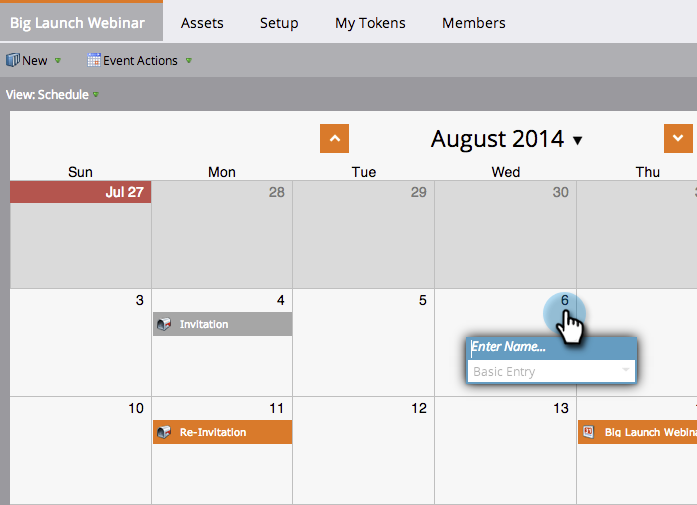 Big Launch Webinar Assets Setup My Tokens Members
New Event Actions
View: Schedule
August 2014
Sun Mon Tue Wed Thu
Jul 27 28 29 30
3 4 5 6
Invitation
Enter Name...
Basic Entry
10 11 12 13
Re-Invitation Big Launch Webina